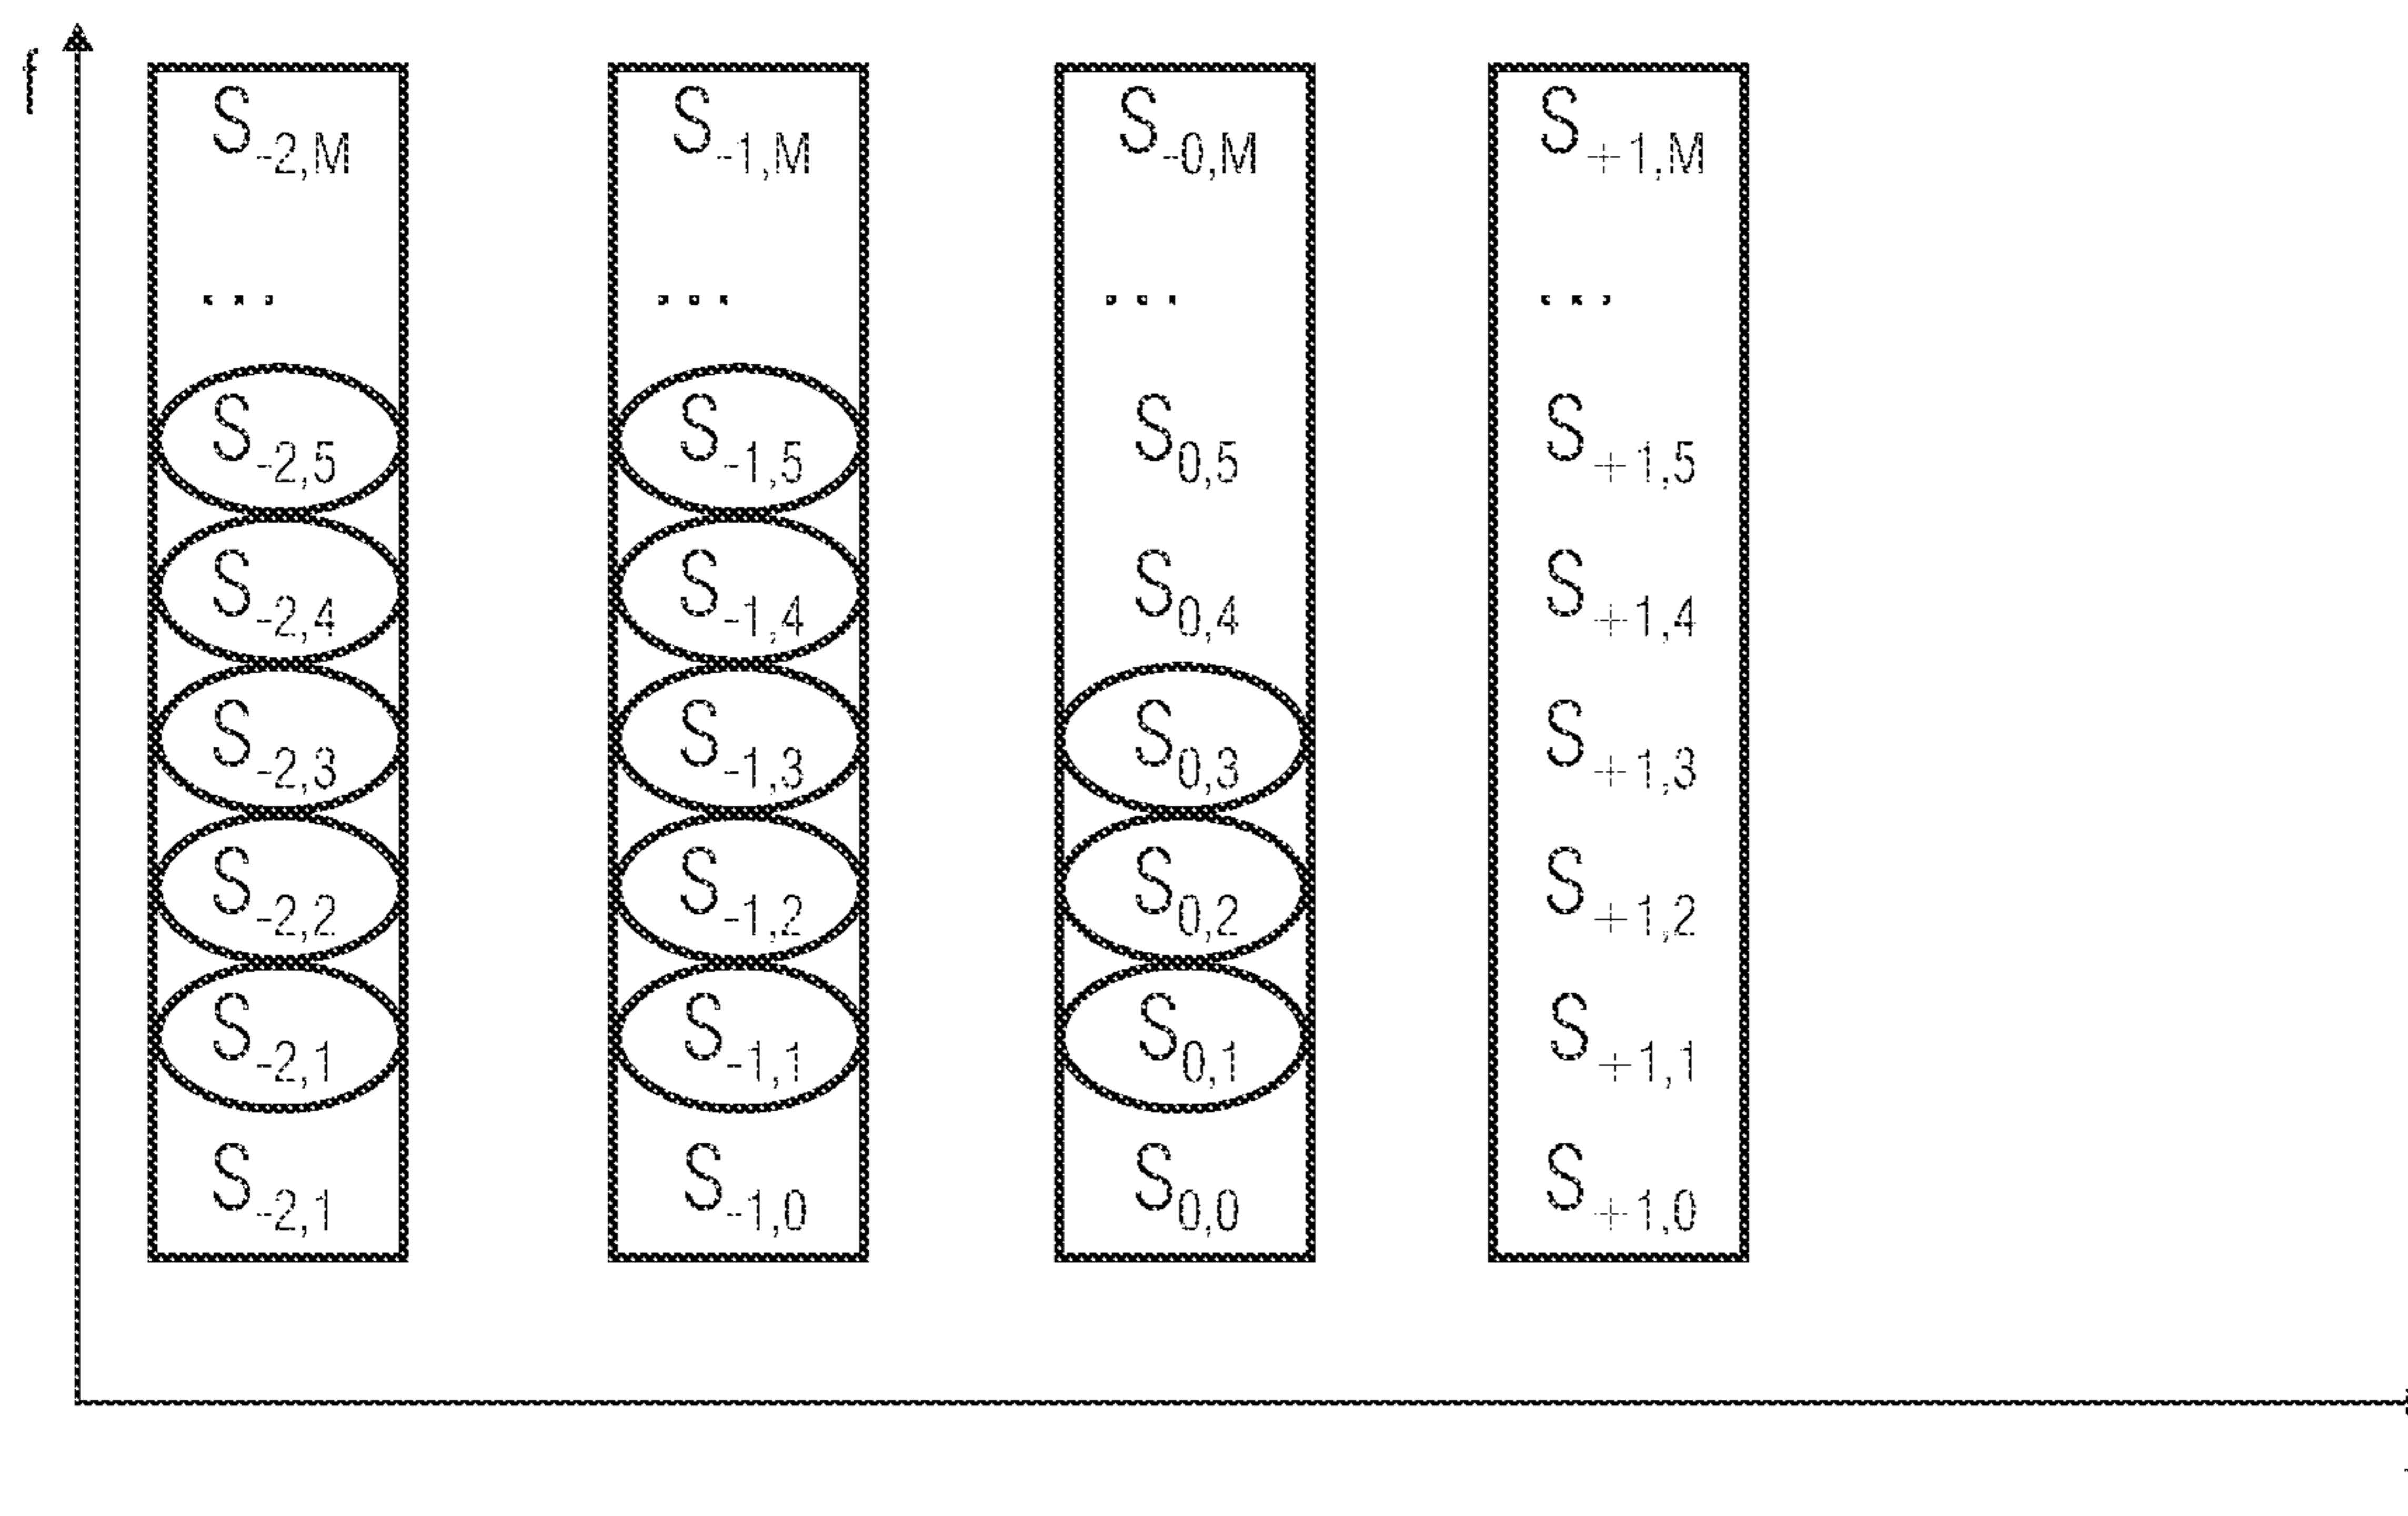 f
S-2,M S-1,M S-0,M S+1,M
... ... ... ...
S-2,5 S-1,5 S0,5 S+1,5
S-2,4 S-1,4 S0,4 S+1,4
S-2,3 S-1,3 S0,3 S+1,3
S-2,2 S-1,2 S0,2 S+1,2
S-2,1 S-1,1 S0,1 S+1,1
S-2,1 S-1,0 S0,0 S+1,0